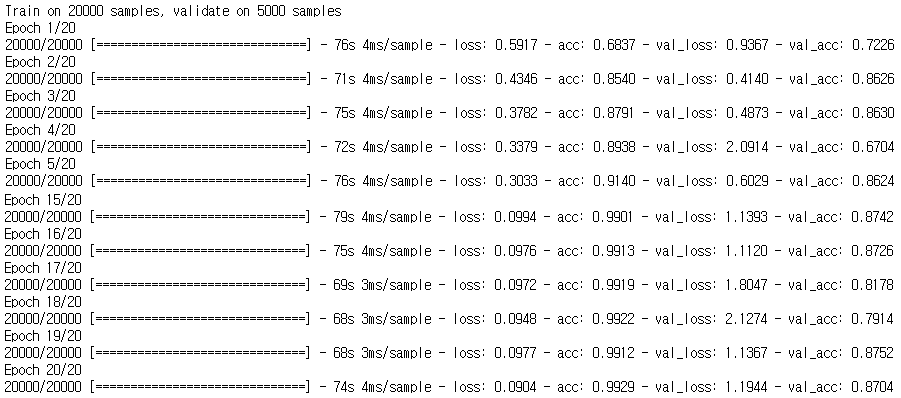 Train on 20000 samples, validate on 5000 samples
Epoch 1/20
20000/20000 [==============================] - 76s 4ms/sample - loss: 0.5917 - acc: 0.6837 - val_loss: 0.9367 - val_acc: 0.7226
Epoch 2/20
20000/20000 [==============================] - 71s 4ms/sample - loss: 0.4346 - acc: 0.8540 - val_loss: 0.4140 - val_acc: 0.8626
Epoch 3/20
20000/20000 [==============================] - 75s 4ms/sample - loss: 0.3782 - acc: 0.8791 - val_loss: 0.4873 - val_acc: 0.8630
Epoch 4/20
20000/20000 [==============================] - 72s 4ms/sample - loss: 0.3379 - acc: 0.8938 - val_loss: 2.0914 - val_acc: 0.6704
Epoch 5/20
20000/20000 [==============================] - 76s 4ms/sample - loss: 0.3033 - acc: 0.9140 - val_loss: 0.6029 - val_acc: 0.8624
Epoch 15/20
20000/20000 [==============================] - 79s 4ms/sample - loss: 0.0994 - acc: 0.9901 - val_loss: 1.1393 - val_acc: 0.8742
Epoch 16/20
20000/20000 [==============================] - 75s 4ms/sample - loss: 0.0976 - acc: 0.9913 - val_loss: 1.1120 - val_acc: 0.8726
Epoch 17/20
20000/20000 [==============================] - 69s 3ms/sample - loss: 0.0972 - acc: 0.9919 - val_loss: 1.8047 - val_acc: 0.8178
Epoch 18/20
20000/20000 [==============================] - 68s 3ms/sample - loss: 0.0948 - acc: 0.9922 - val_loss: 2.1274 - val_acc: 0.7914
Epoch 19/20
20000/20000 [==============================] - 68s 3ms/sample - loss: 0.0977 - acc: 0.9912 - val_loss: 1.1367 - val_acc: 0.8752
Epoch 20/20
20000/20000 [==============================] - 74s 4ms/sample - loss: 0.0904 - acc: 0.9929 - val_loss: 1.1944 - val_acc: 0.8704